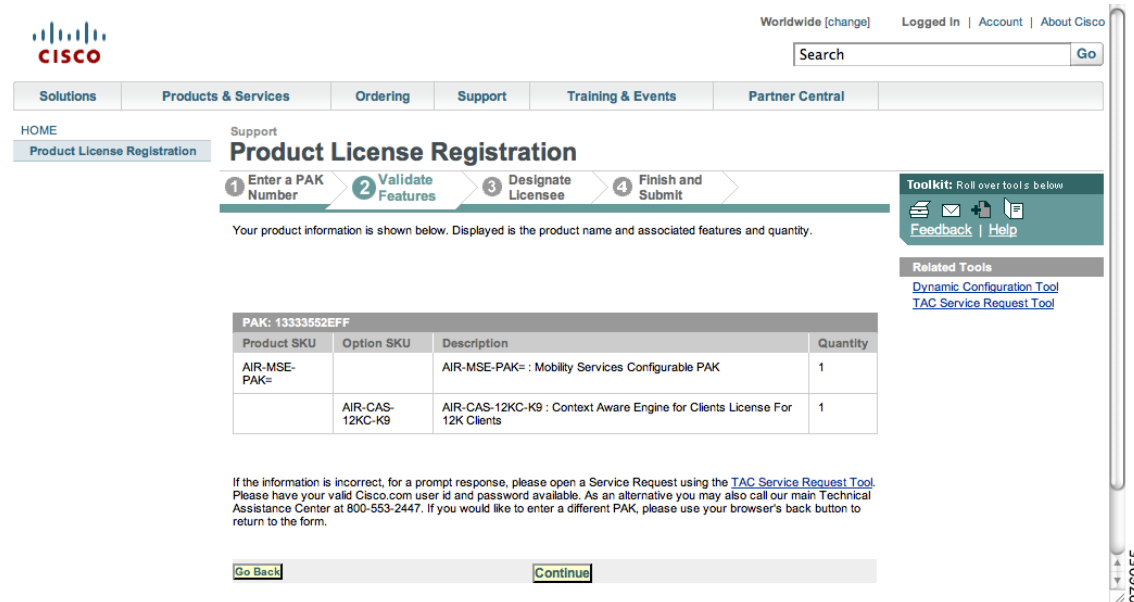 Worldwide [change] Logged In | Account | About Cisco
CISCO
Search Go
Solutions Products & Services Ordering Support Training & Events Partner Central
HOME
Product License Registration
Support
Product License Registration
1 Enter a PAK Number
2 Validate Features
3 Designate Licensee
4 Finish and Submit
Toolkit: Roll over tools below
Feedback | Help
Related Tools
Dynamic Configuration Tool
TAC Service Request Tool
Your product information is shown below. Displayed is the product name and associated features and quantity.
PAK: 13333552EFF
Product SKU Option SKU Description Quantity
AIR-MSE-PAK= AIR-MSE-PAK= : Mobility Services Configurable PAK 1
AIR-CAS-12KC-K9 AIR-CAS-12KC-K9 : Context Aware Engine for Clients License For 12K Clients 1
If the information is incorrect, for a prompt response, please open a Service Request using the TAC Service Request Tool.
Please have your valid Cisco.com user id and password available. As an alternative you may also call our main Technical
Assistance Center at 800-553-2447. If you would like to enter a different PAK, please use your browser's back button to
return to the form.
Go Back Continue